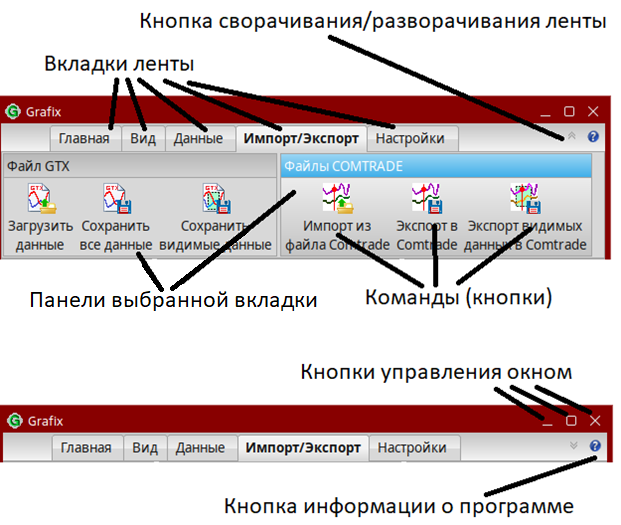 Кнопка сворачивания/разворачивания ленты
Вкладки ленты
Grafix
Главная Вид Данные Импорт/Экспорт Настройки
Файл GTX Файлы COMTRADE
Загрузить данные
Сохранить все данные
Сохранить видимые данные
Импорт из файла Comtrade
Экспорт в Comtrade
Экспорт видимых данных в Comtrade
Панели выбранной вкладки
Команды (кнопки)
Кнопки управления окном
Grafix
Главная Вид Данные Импорт/Экспорт Настройки
Кнопка информации о программе